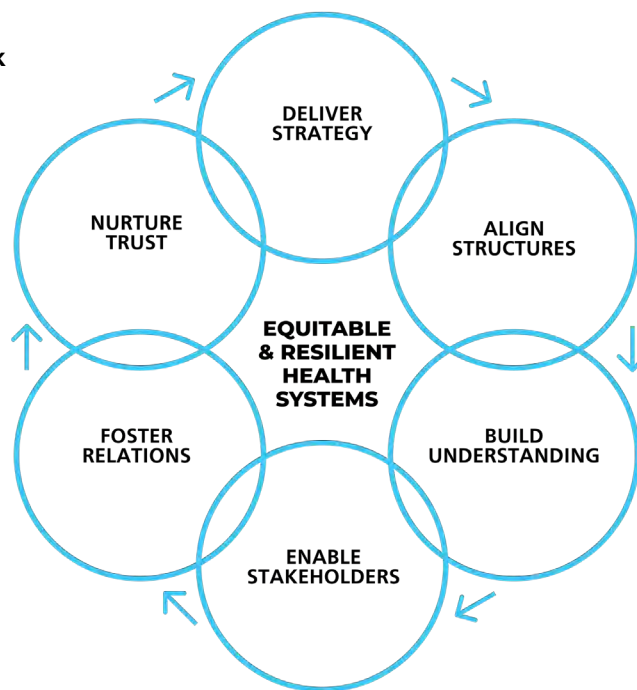 DELIVER
STRATEGY
ALIGN
STRUCTURES
BUILD
UNDERSTANDING
ENABLE
STAKEHOLDERS
FOSTER
RELATIONS
NURTURE
TRUST
EQUITABLE
& RESILIENT
HEALTH
SYSTEMS